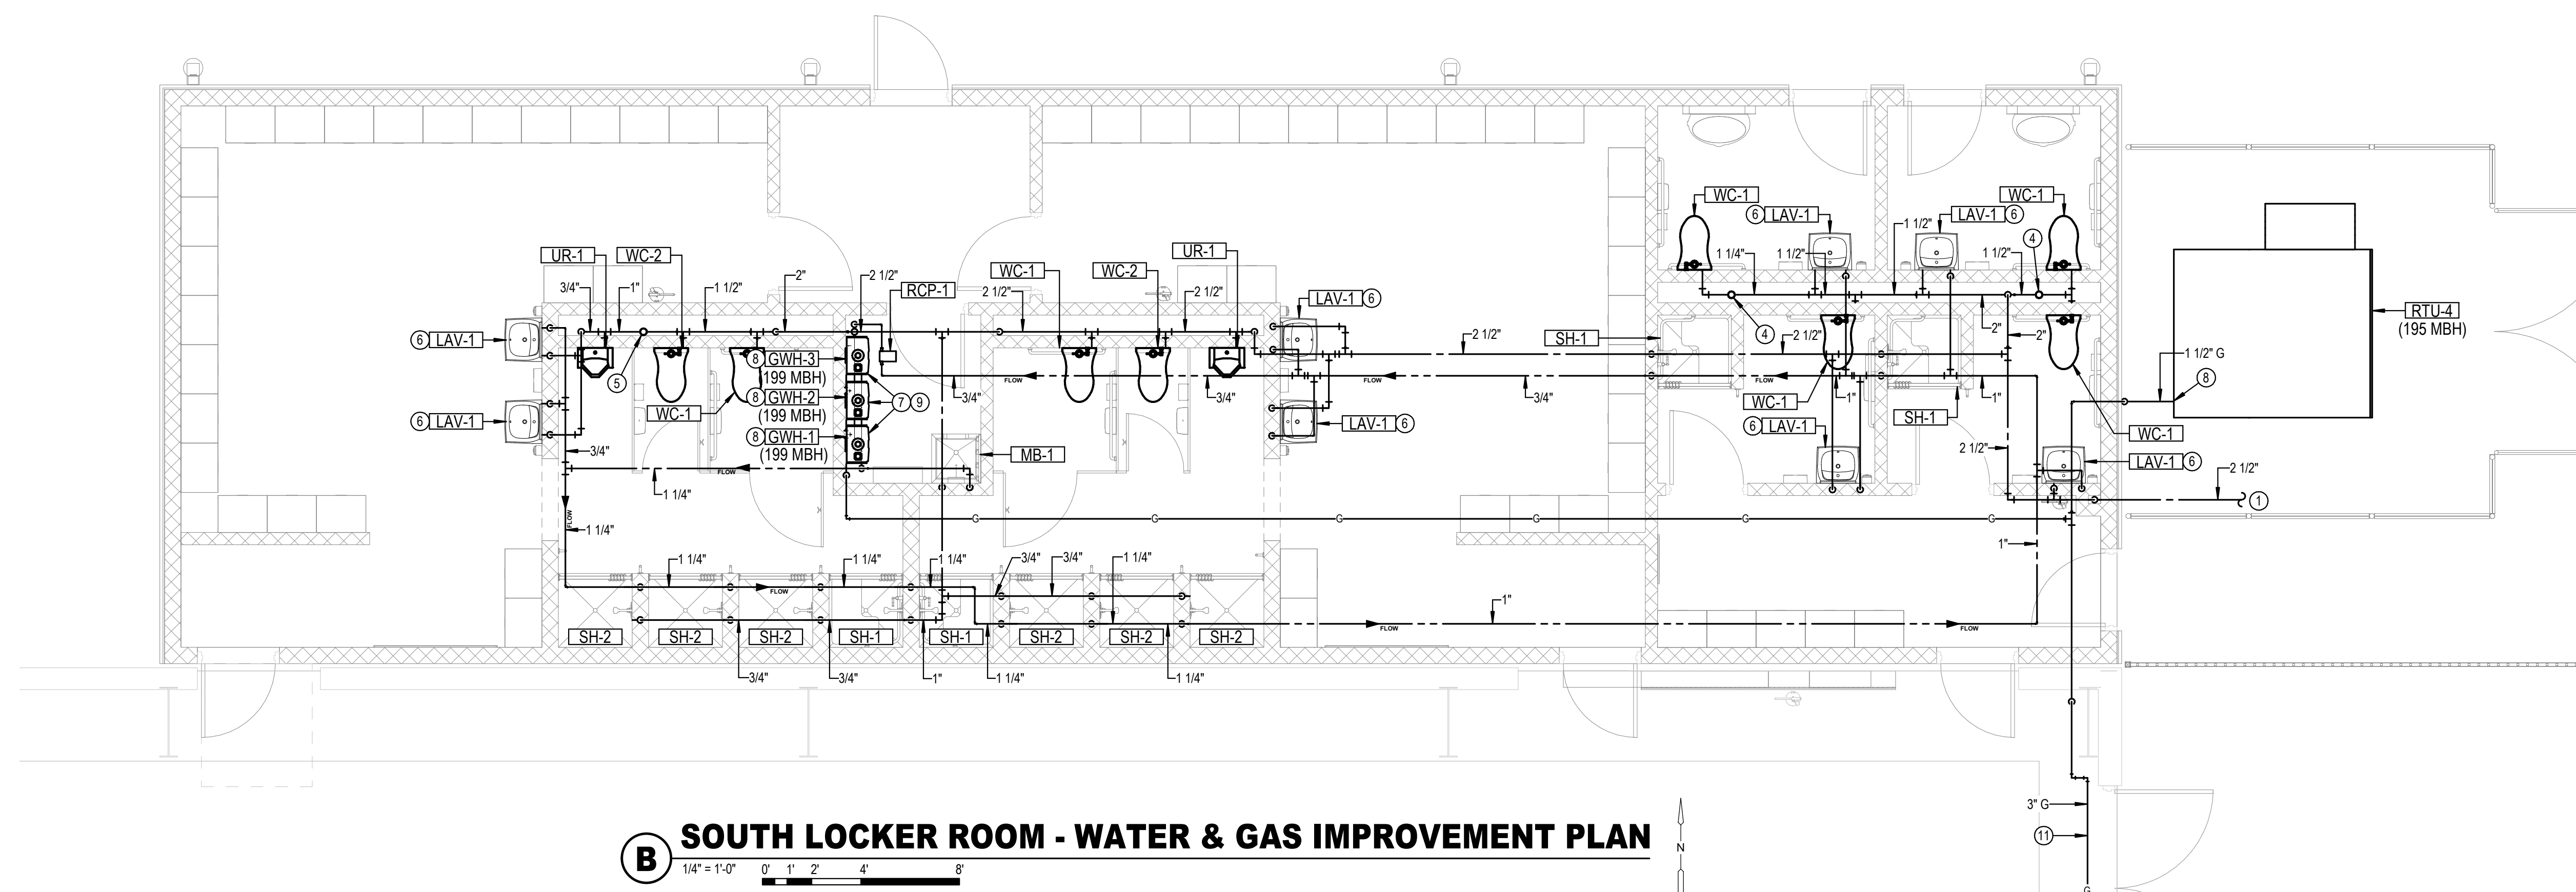 WC-1
WC-1
6 LAV-1
LAV-1 6
1 1/2"
4
UR-1
WC-2
UR-1
1 1/4"
1 1/2"
1 1/2"
WC-1
WC-2
3/4"
1"
1 1/2"
2"
2 1/2"
RCP-1
2 1/2"
2 1/2"
LAV-1 6
RTU-4
(195 MBH)
6 LAV-1
SH-1
4
2"
2"
2 1/2"
2 1/2"
8 GWH-3
(199 MBH)
1 1/2" G
5
FLOW
FLOW
FLOW
8
8 GWH-2
(199 MBH)
7 9
3/4"
3/4"
3/4"
1"
1"
WC-1
WC-1
SH-1
6 LAV-1
LAV-1 6
6 LAV-1
WC-1
8 GWH-1
(199 MBH)
3/4"
MB-1
2 1/2"
LAV-1 6
FLOW
1 1/4"
2 1/2"
1
FLOW
G
G
G
G
G
G
1 1/4"
1"
1 1/4"
1 1/4"
1 1/4"
3/4"
3/4"
1 1/4"
FLOW
1"
FLOW
FLOW
SH-2
SH-2
SH-2
SH-1
SH-1
SH-2
SH-2
SH-2
3/4"
3/4"
1"
1 1/4"
1 1/4"
3" G
11
B
SOUTH LOCKER ROOM - WATER & GAS IMPROVEMENT PLAN
1/4" = 1'-0"
0' 1' 2' 4' 8'
N
G